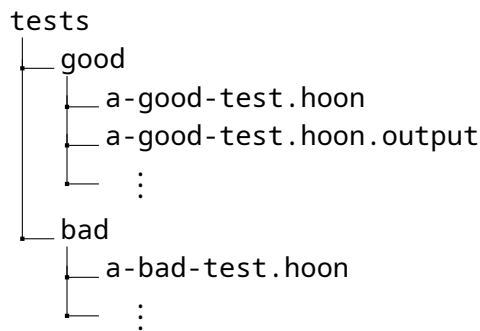 tests
good
a-good-test.hoon
a-good-test.hoon.output
⋮
bad
a-bad-test.hoon
⋮